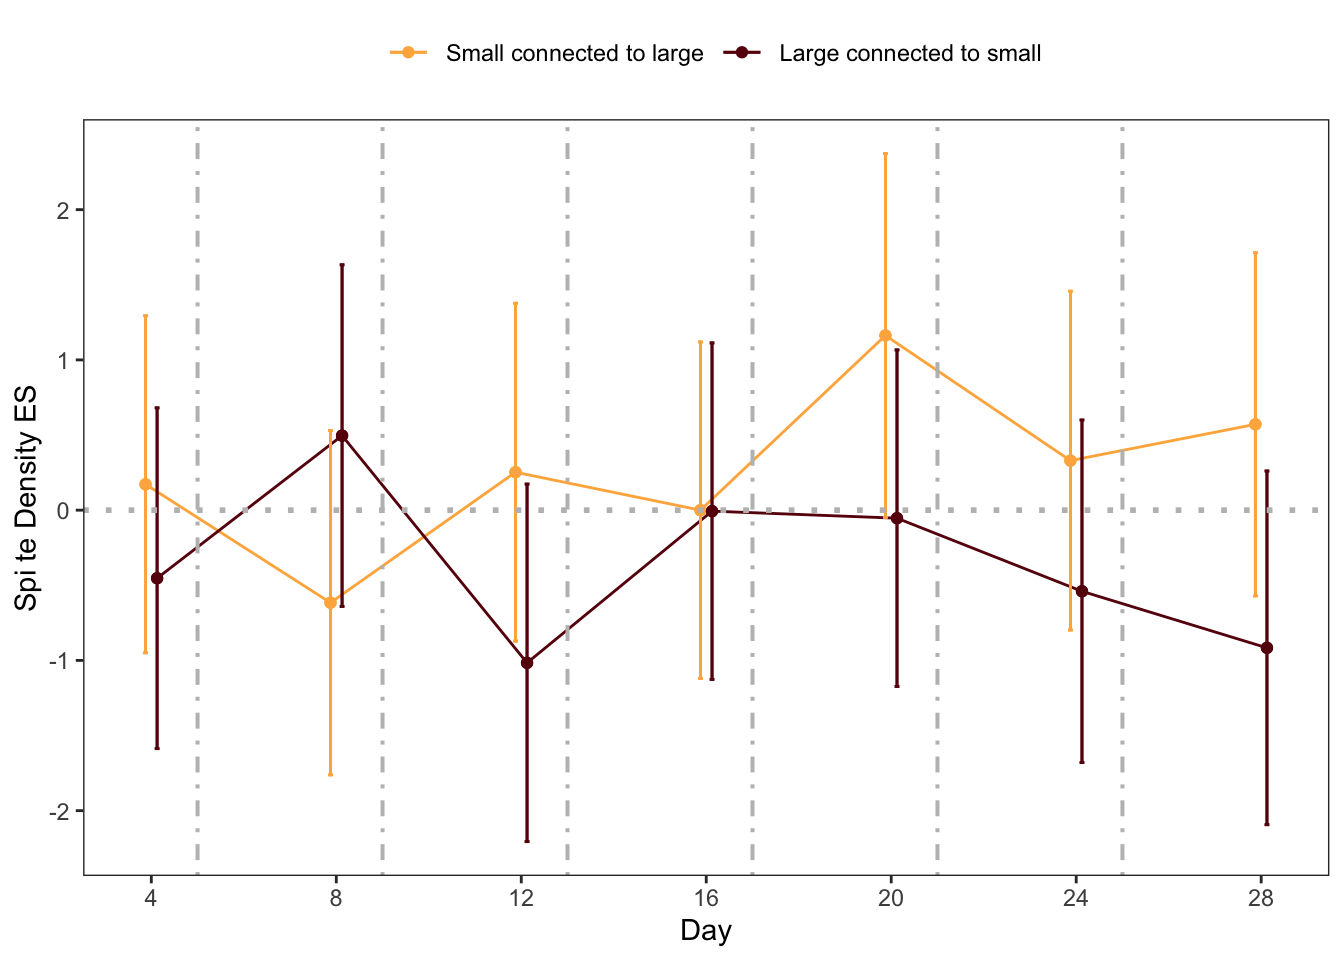 Small connected to large
Large connected to small
Spi te Density ES
2
1
0
-1
-2
4 8 12 16 20 24 28
Day